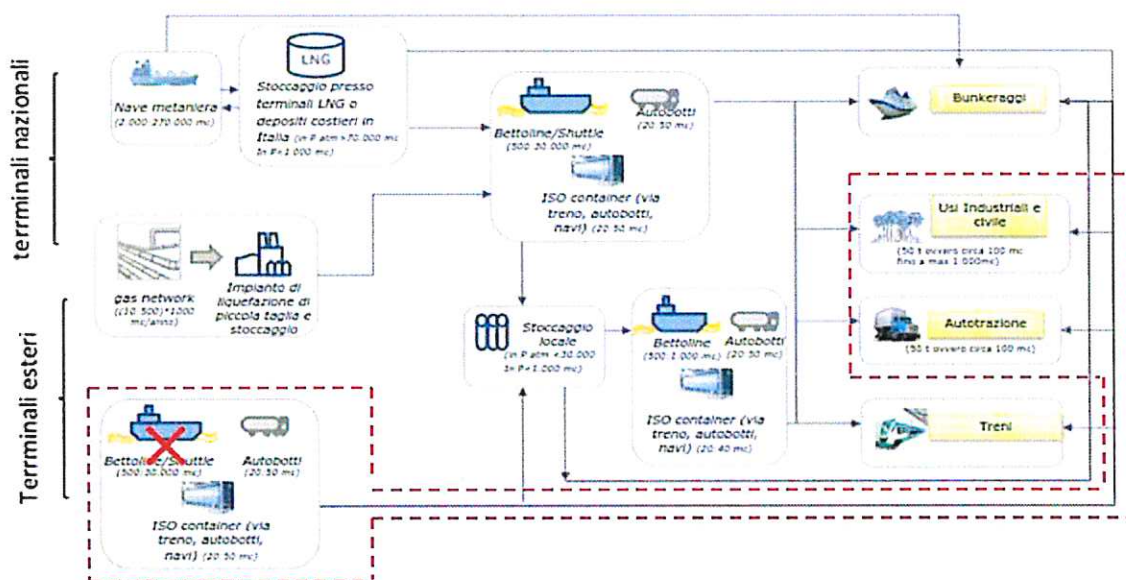 terrminali nazionali
Terrminali esteri
Nave metaniera
(2.000-270.000 mc)
LNG
Stoccaggio presso
terminali LNG o
depositi costieri in
Italia (in P atm >30.000 mc
In P< 1.000 mc)
Bettoline/Shuttle
(500-30.000 mc)
Autobotti
(20-50 mc)
ISO container (via
treno, autobotti,
navi) (20-50 mc)
Bunkeraggi
Usi Industriali e
civile
(50 t ovvero circa 100 mc
fino a max 1.000mc)
gas network
((10-500)*1000
mc/anno)
Impianto di
liquefazione di
piccola taglia e
stoccaggio
Stoccaggio
locale
(in P atm <30.000
In P<1.000 mc)
Bettoline
(500-1.000 mc)
Autobotti
(20-50 mc)
ISO container (via
treno, autobotti,
navi) (20-40 mc)
Autotrazione
(50 t ovvero circa 100 mc)
Treni
Bettoline/Shuttle
(500-30.000 mc)
Autobotti
(20-50 mc)
ISO container (via
treno, autobotti,
navi) (20-50 mc)